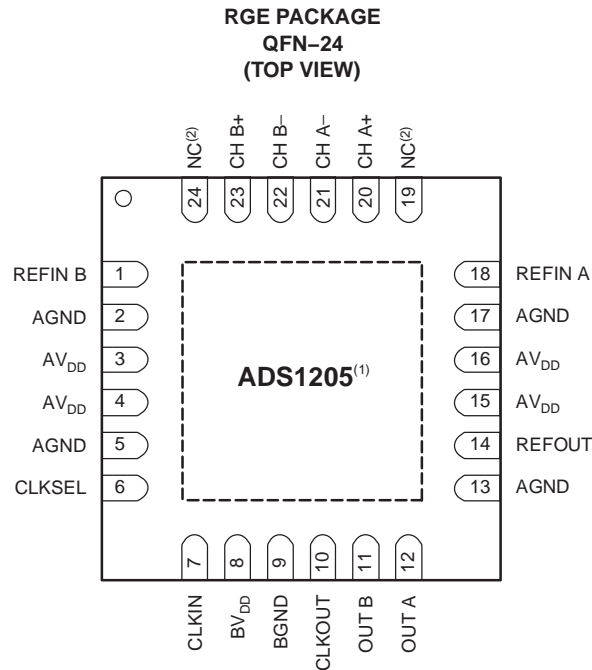 RGE PACKAGE
QFN–24
(TOP VIEW)
NC(2)
CH B+
CH B–
CH A–
CH A+
NC(2)
24
23
22
21
20
19
REFIN B 1
18 REFIN A
AGND 2
17 AGND
AVDD 3
16 AVDD
ADS1205(1)
AVDD 4
15 AVDD
AGND 5
14 REFOUT
CLKSEL 6
13 AGND
7
8
9
10
11
12
CLKIN
BVDD
BGND
CLKOUT
OUT B
OUT A